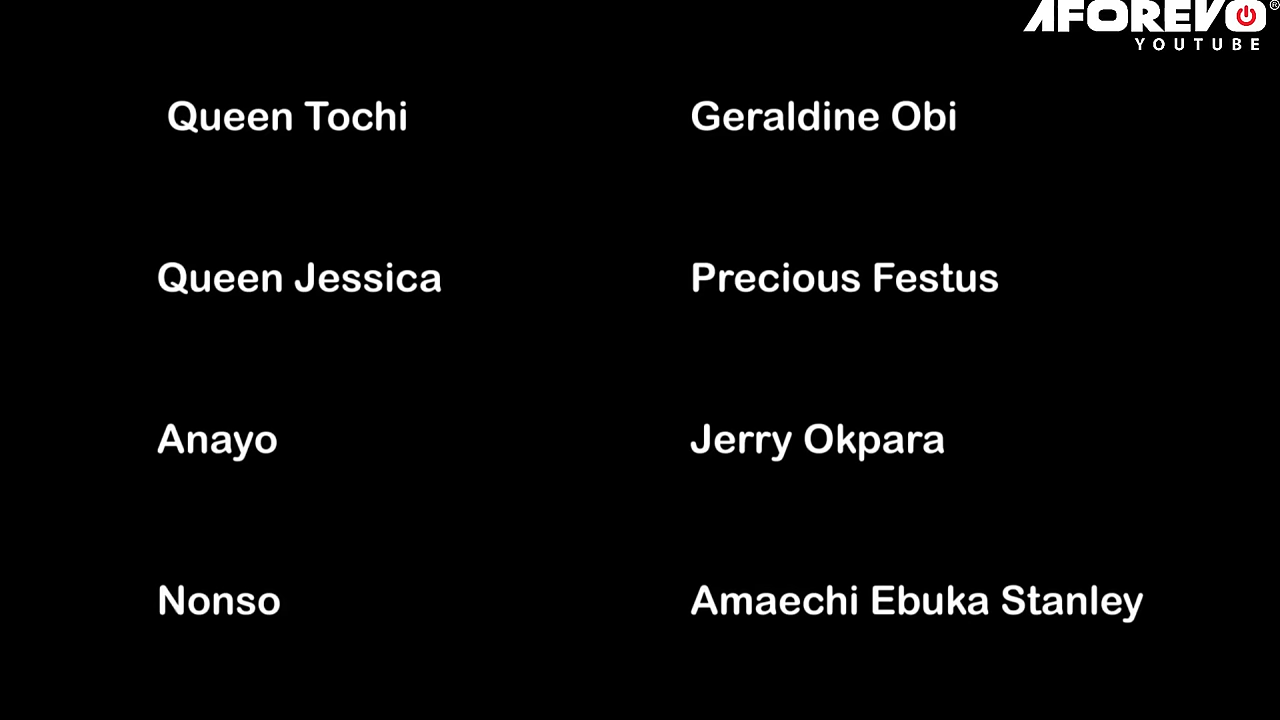 AFOREVO®
YOUTUBE
Queen Tochi Geraldine Obi
Queen Jessica Precious Festus
Anayo Jerry Okpara
Nonso Amaechi Ebuka Stanley